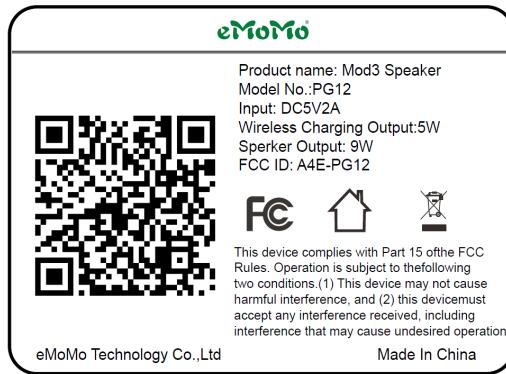 eMoMo
Product name: Mod3 Speaker
Model No.:PG12
Input: DC5V2A
Wireless Charging Output:5W
Sperker Output: 9W
FCC ID: A4E-PG12
FC
This device complies with Part 15 ofthe FCC
Rules. Operation is subject to thefollowing
two conditions.(1) This device may not cause
harmful interference, and (2) this devicemust
accept any interference received, including
interference that may cause undesired operation
eMoMo Technology Co.,Ltd
Made In China